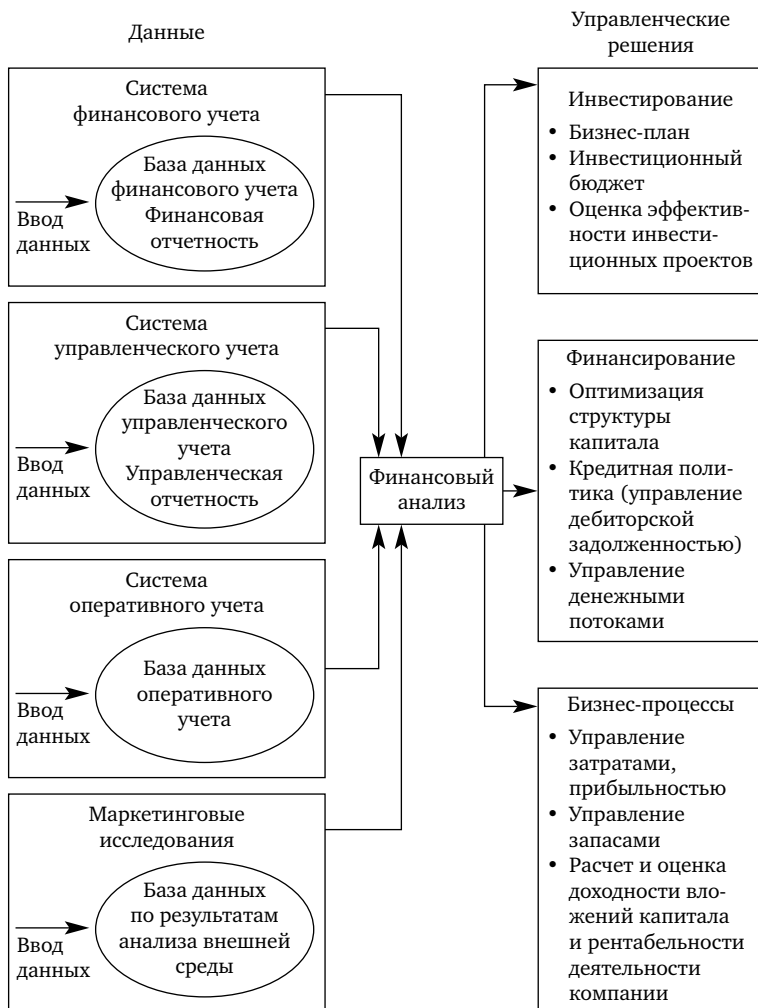 Данные
Система
финансового учета
База данных
финансового учета
Финансовая
отчетность
Ввод
данных
Система
управленческого учета
База данных
управленческого
учета
Управленческая
отчетность
Ввод
данных
Система
оперативного учета
База данных
оперативного
учета
Ввод
данных
Маркетинговые
исследования
База данных
по результатам
анализа внешней
среды
Ввод
данных
Финансовый
анализ
Управленческие
решения
Инвестирование
• Бизнес-план
• Инвестиционный
бюджет
• Оценка эффектив-
ности инвести-
ционных проектов
Финансирование
• Оптимизация
структуры
капитала
• Кредитная поли-
тика (управление
дебиторской
задолженностью)
• Управление
денежными
потоками
Бизнес-процессы
• Управление
затратами,
прибыльностью
• Управление
запасами
• Расчет и оценка
доходности вло-
жений капитала
и рентабельности
деятельности
компании